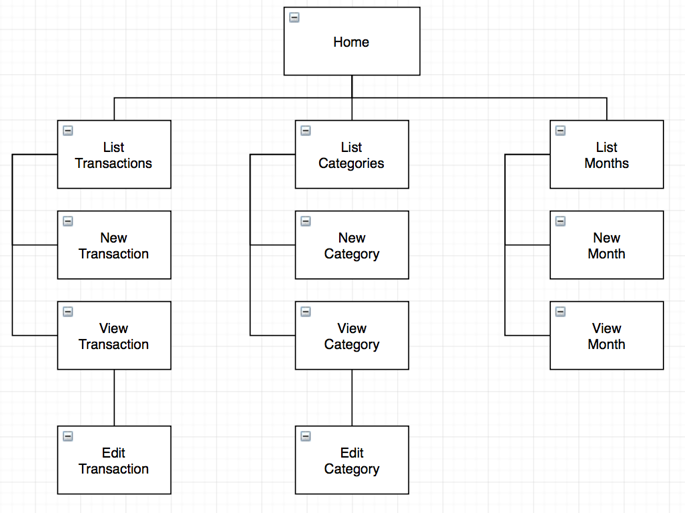 Home
List
Transactions
List
Categories
List
Months
New
Transaction
New
Category
New
Month
View
Transaction
View
Category
View
Month
Edit
Transaction
Edit
Category